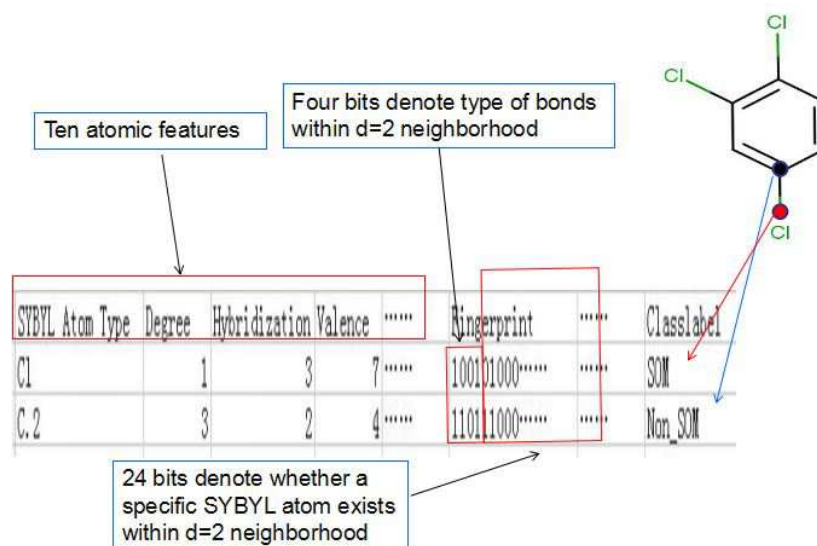 Cl
Cl
Four bits denote type of bonds
within d=2 neighborhood
Ten atomic features
Cl
SYBYL Atom Type Degree Hybridization Valence ······ Fingerprint ······ Classlabel
Cl 1 3 7 ······ 100101000······ ······ SOM
C.2 3 2 4 ······ 110111000······ ······ Non_SOM
24 bits denote whether a
specific SYBYL atom exists
within d=2 neighborhood